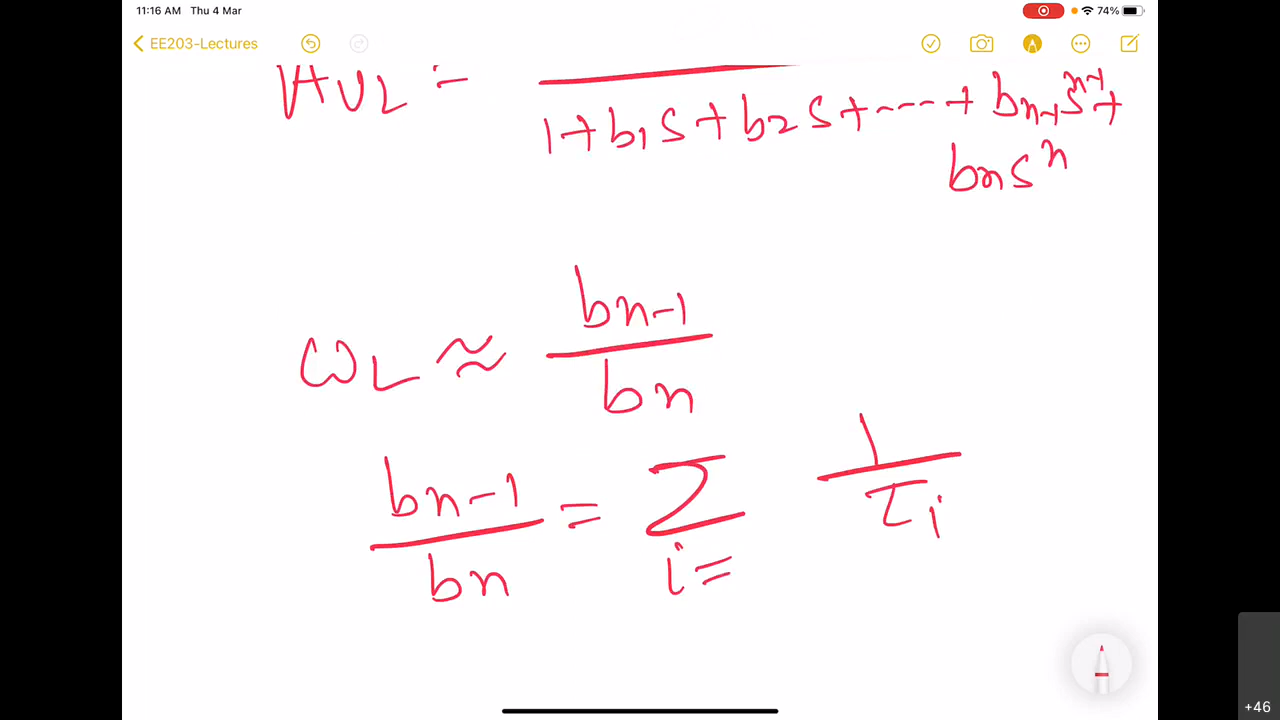 11:16 AM Thu 4 Mar 74%
EE203-Lectures
AVL =
1+b1s+b2s+----+ bn-1s^n-1+
bns^n
ωL ≈ bn-1/bn
bn-1/bn = Σ i= 1/τi
+46